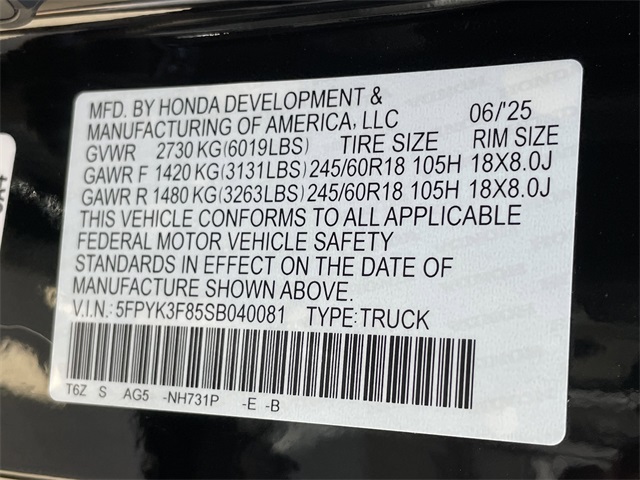 MFD. BY HONDA DEVELOPMENT &
MANUFACTURING OF AMERICA, LLC 06/'25
GVWR 2730 KG(6019LBS) TIRE SIZE RIM SIZE
GAWR F 1420 KG(3131LBS) 245/60R18 105H 18X8.0J
GAWR R 1480 KG(3263LBS) 245/60R18 105H 18X8.0J
THIS VEHICLE CONFORMS TO ALL APPLICABLE
FEDERAL MOTOR VEHICLE SAFETY
STANDARDS IN EFFECT ON THE DATE OF
MANUFACTURE SHOWN ABOVE.
V.I.N.: 5FPYK3F85SB040081 TYPE:TRUCK
T6Z S AG5 -NH731P -E -B